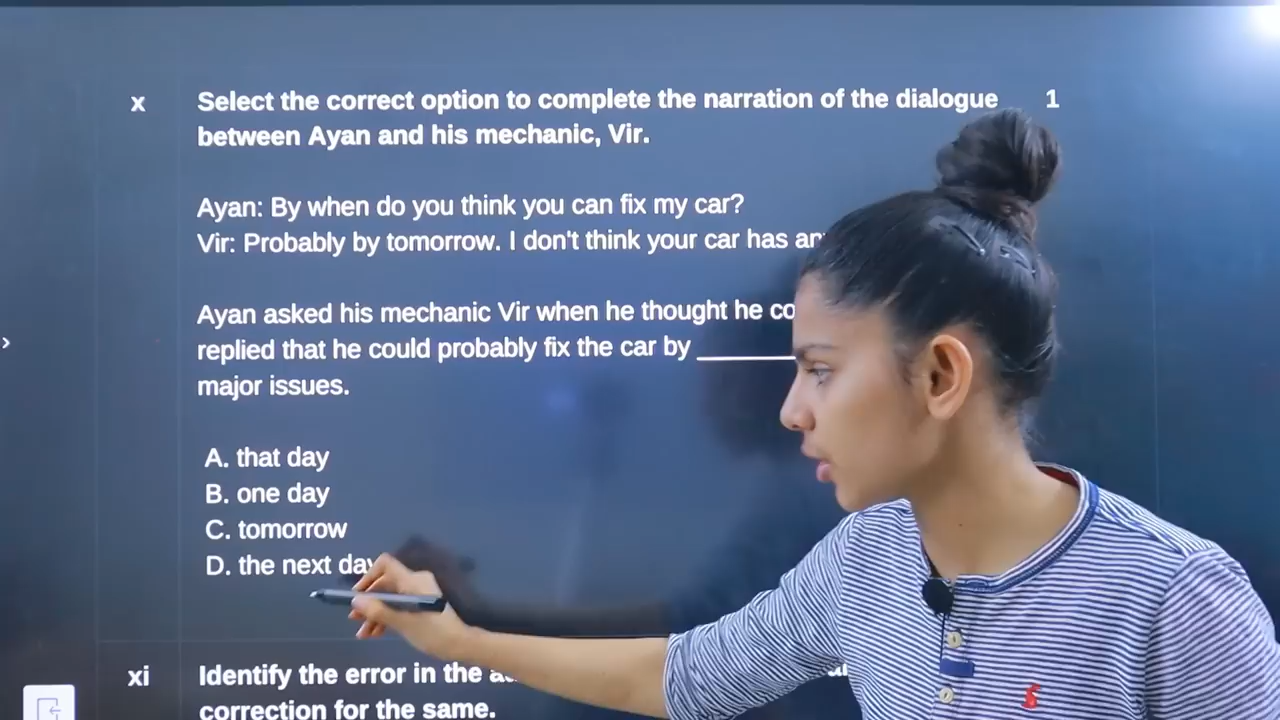 x Select the correct option to complete the narration of the dialogue 1
between Ayan and his mechanic, Vir.
Ayan: By when do you think you can fix my car?
Vir: Probably by tomorrow. I don't think your car has
Ayan asked his mechanic Vir when he thought he
replied that he could probably fix the car by ________
major issues.
A. that day
B. one day
C. tomorrow
D. the next day
xi Identify the error in the
correction for the same.